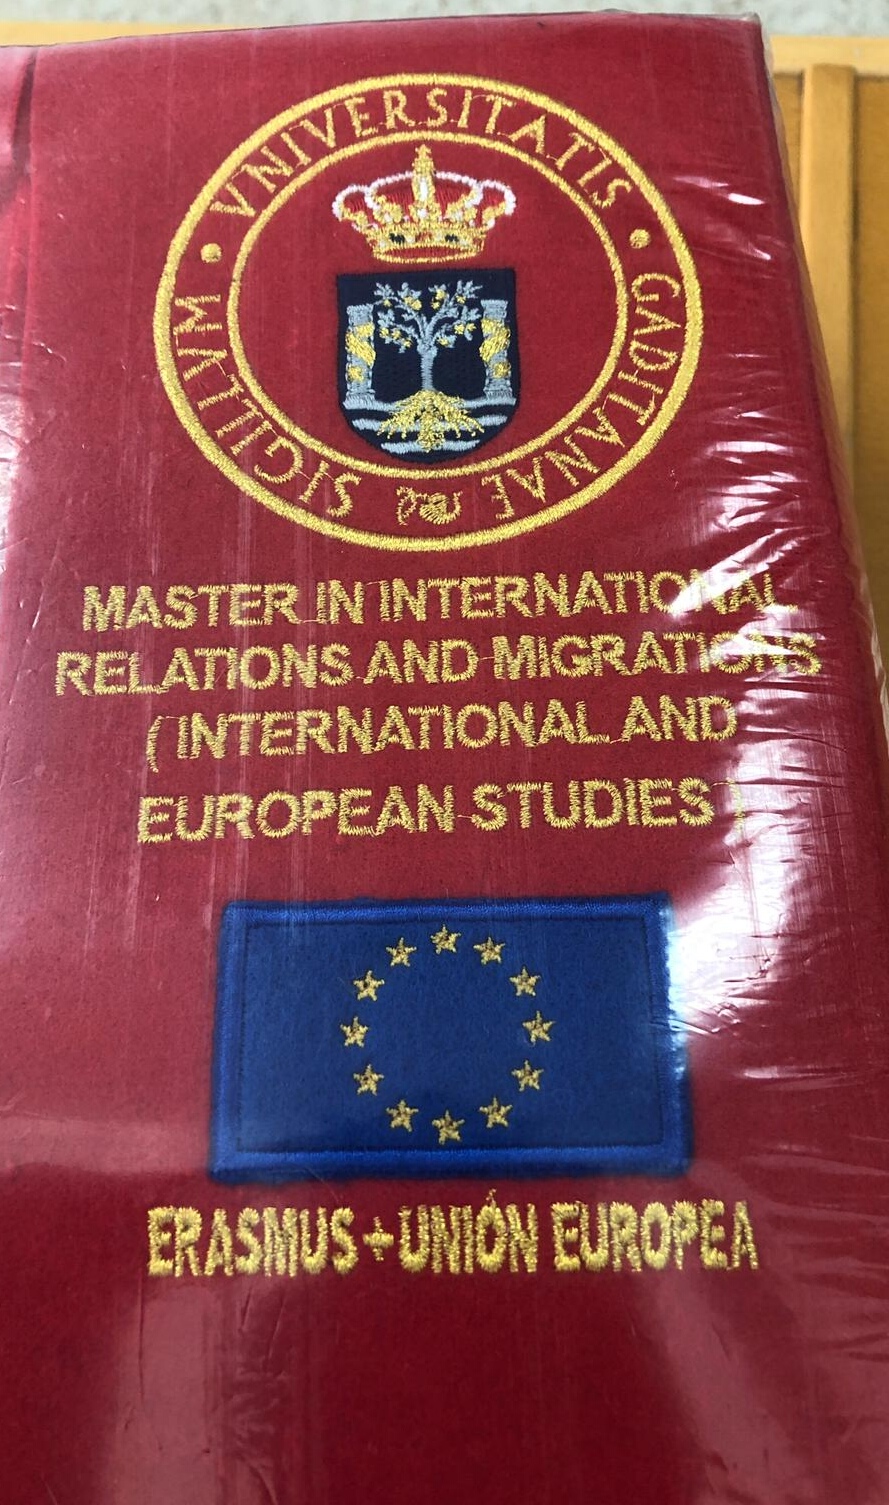 SIGILLVM • VNIVERSITATIS • GADITANAE
MASTER IN INTERNATIONAL
RELATIONS AND MIGRATIONS
( INTERNATIONAL AND
EUROPEAN STUDIES )
ERASMUS + UNIÓN EUROPEA